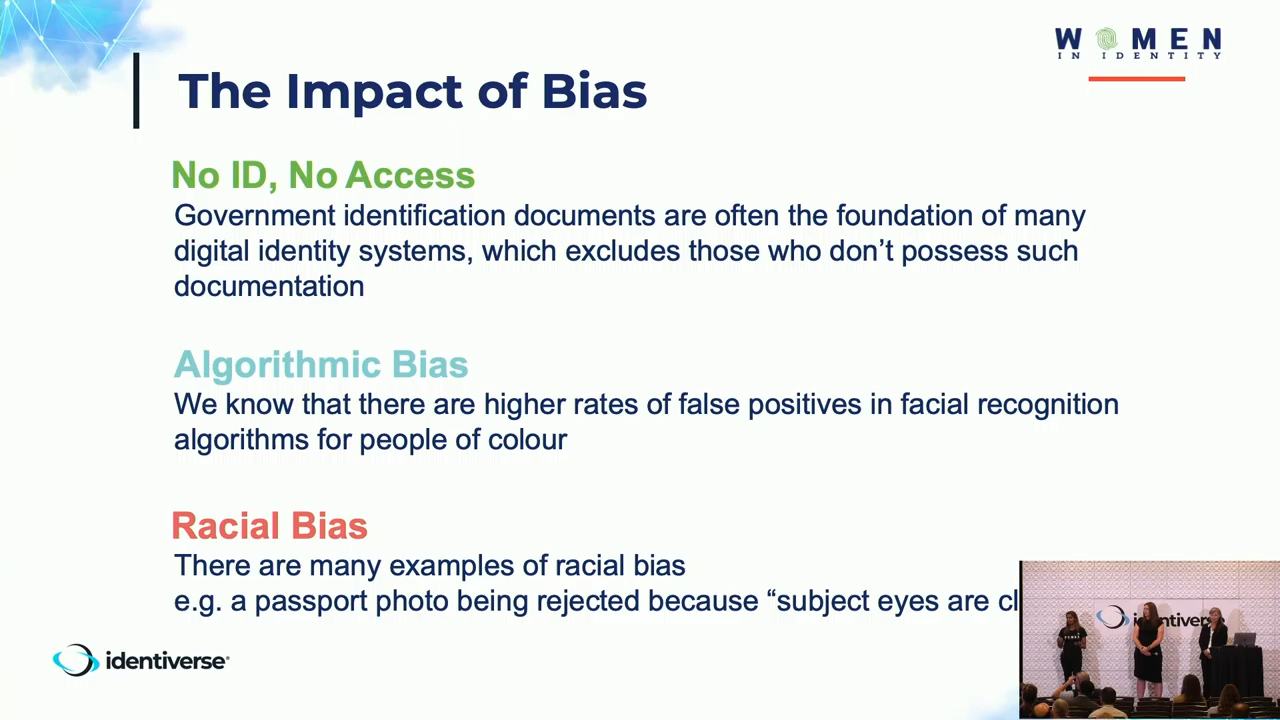 WOMEN
IN IDENTITY
The Impact of Bias
No ID, No Access
Government identification documents are often the foundation of many
digital identity systems, which excludes those who don’t possess such
documentation
Algorithmic Bias
We know that there are higher rates of false positives in facial recognition
algorithms for people of colour
Racial Bias
There are many examples of racial bias
e.g. a passport photo being rejected because “subject eyes are cl
identiverse
identiverse